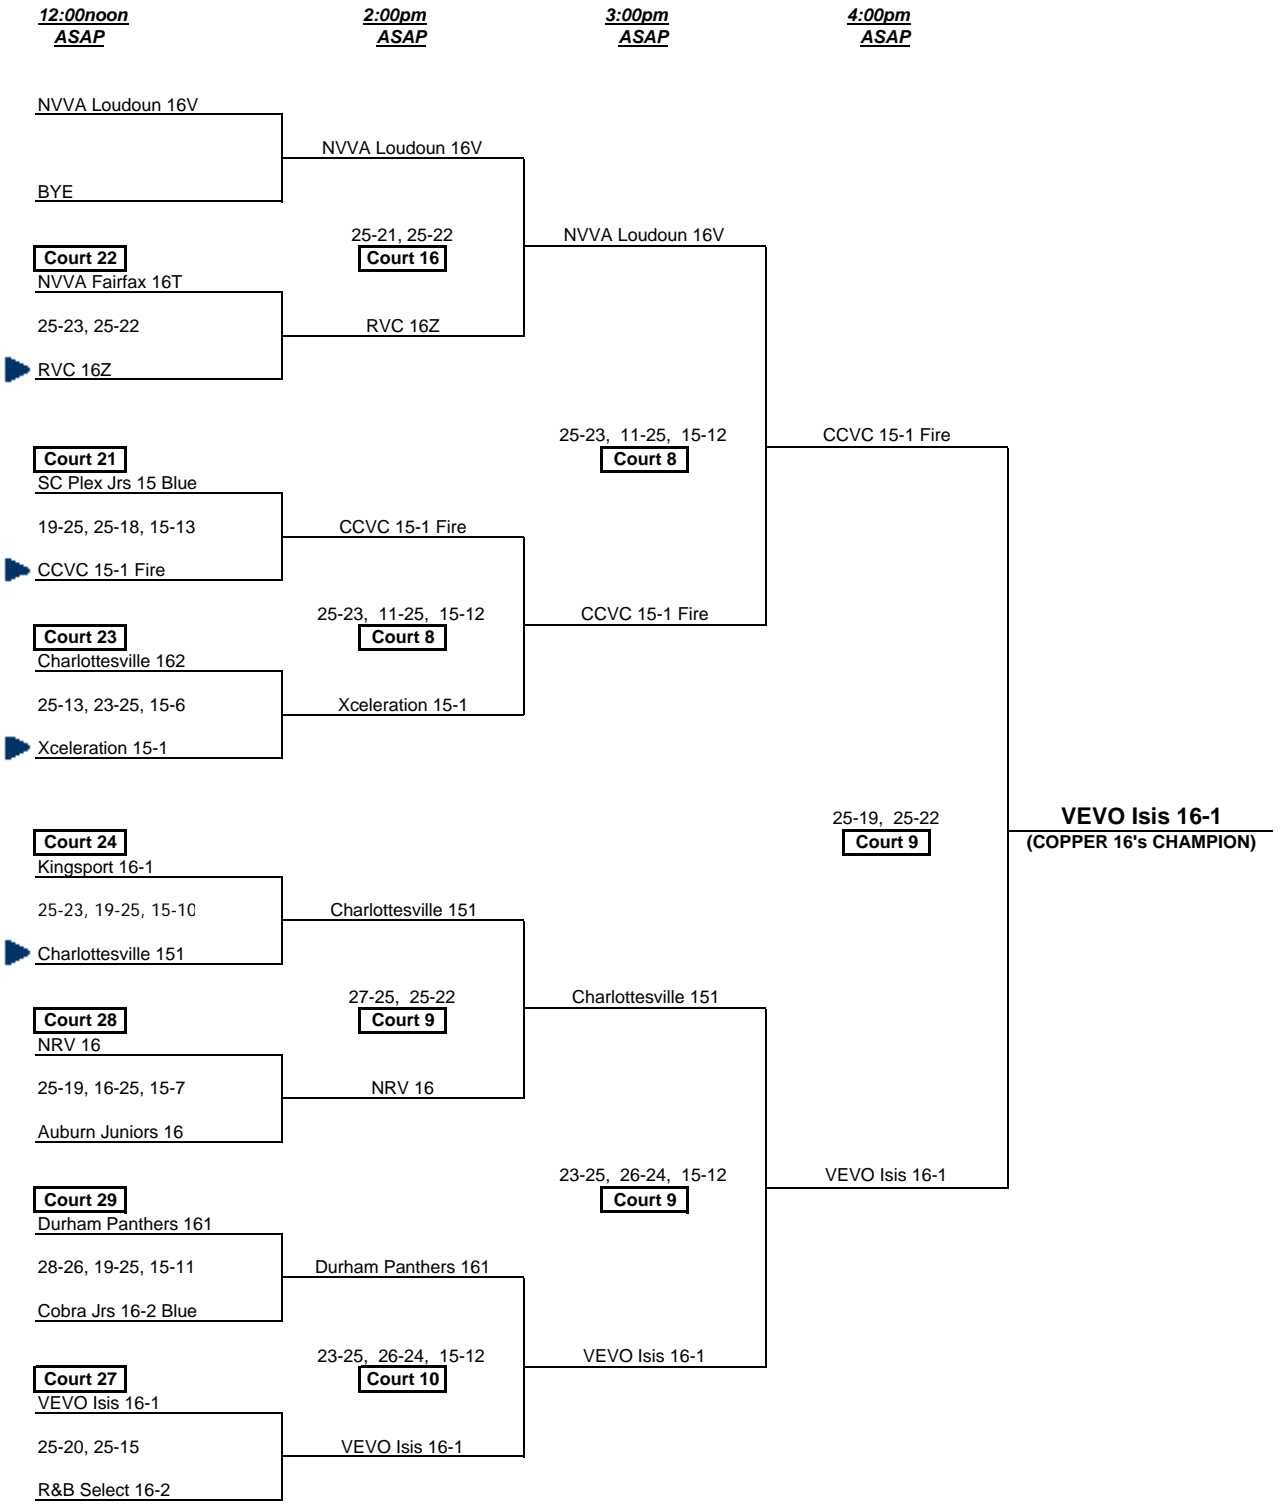 12:00noon 2:00pm 3:00pm 4:00pm
ASAP ASAP ASAP ASAP
NVVA Loudoun 16V
NVVA Loudoun 16V
BYE
25-21, 25-22 NVVA Loudoun 16V
Court 22 Court 16
NVVA Fairfax 16T
25-23, 25-22 RVC 16Z
RVC 16Z
25-23, 11-25, 15-12 CCVC 15-1 Fire
Court 21 Court 8
SC Plex Jrs 15 Blue
19-25, 25-18, 15-13 CCVC 15-1 Fire
CCVC 15-1 Fire
25-23, 11-25, 15-12 CCVC 15-1 Fire
Court 23 Court 8
Charlottesville 162
25-13, 23-25, 15-6 Xceleration 15-1
Xceleration 15-1
25-19, 25-22 VEVO Isis 16-1
Court 24 Court 9 (COPPER 16's CHAMPION)
Kingsport 16-1
25-23, 19-25, 15-10 Charlottesville 151
Charlottesville 151
27-25, 25-22 Charlottesville 151
Court 28 Court 9
NRV 16
25-19, 16-25, 15-7 NRV 16
Auburn Juniors 16
23-25, 26-24, 15-12 VEVO Isis 16-1
Court 29 Court 9
Durham Panthers 161
28-26, 19-25, 15-11 Durham Panthers 161
Cobra Jrs 16-2 Blue
23-25, 26-24, 15-12 VEVO Isis 16-1
Court 27 Court 10
VEVO Isis 16-1
25-20, 25-15 VEVO Isis 16-1
R&B Select 16-2